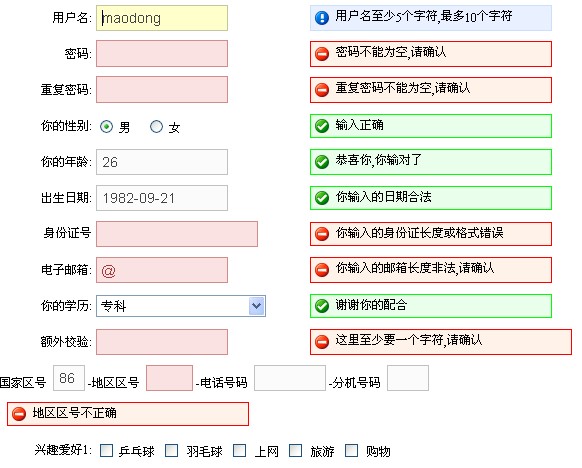 用户名: maodong 用户名至少5个字符,最多10个字符
密码: 密码不能为空,请确认
重复密码: 重复密码不能为空,请确认
你的性别: 男 女 输入正确
你的年龄: 26 恭喜你,你输对了
出生日期: 1982-09-21 你输入的日期合法
身份证号 你输入的身份证长度或格式错误
电子邮箱: @ 你输入的邮箱长度非法,请确认
你的学历: 专科 谢谢你的配合
额外校验: 这里至少要一个字符,请确认
国家区号 86 -地区区号 -电话号码 -分机号码
地区区号不正确
兴趣爱好1: 乒乓球 羽毛球 上网 旅游 购物